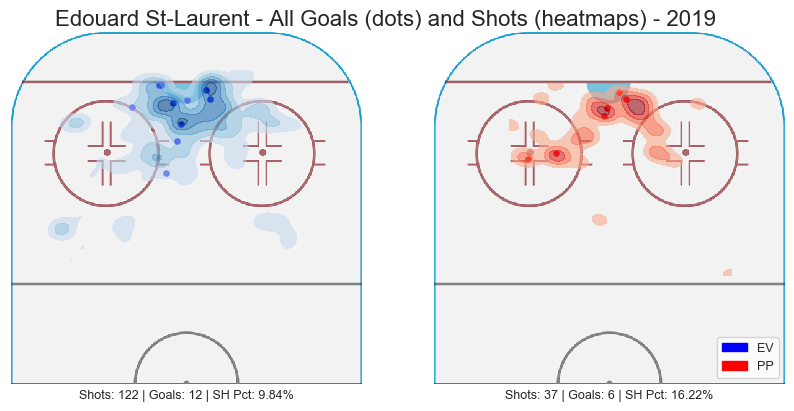 Edouard St-Laurent - All Goals (dots) and Shots (heatmaps) - 2019
EV
PP
Shots: 122 | Goals: 12 | SH Pct: 9.84%
Shots: 37 | Goals: 6 | SH Pct: 16.22%